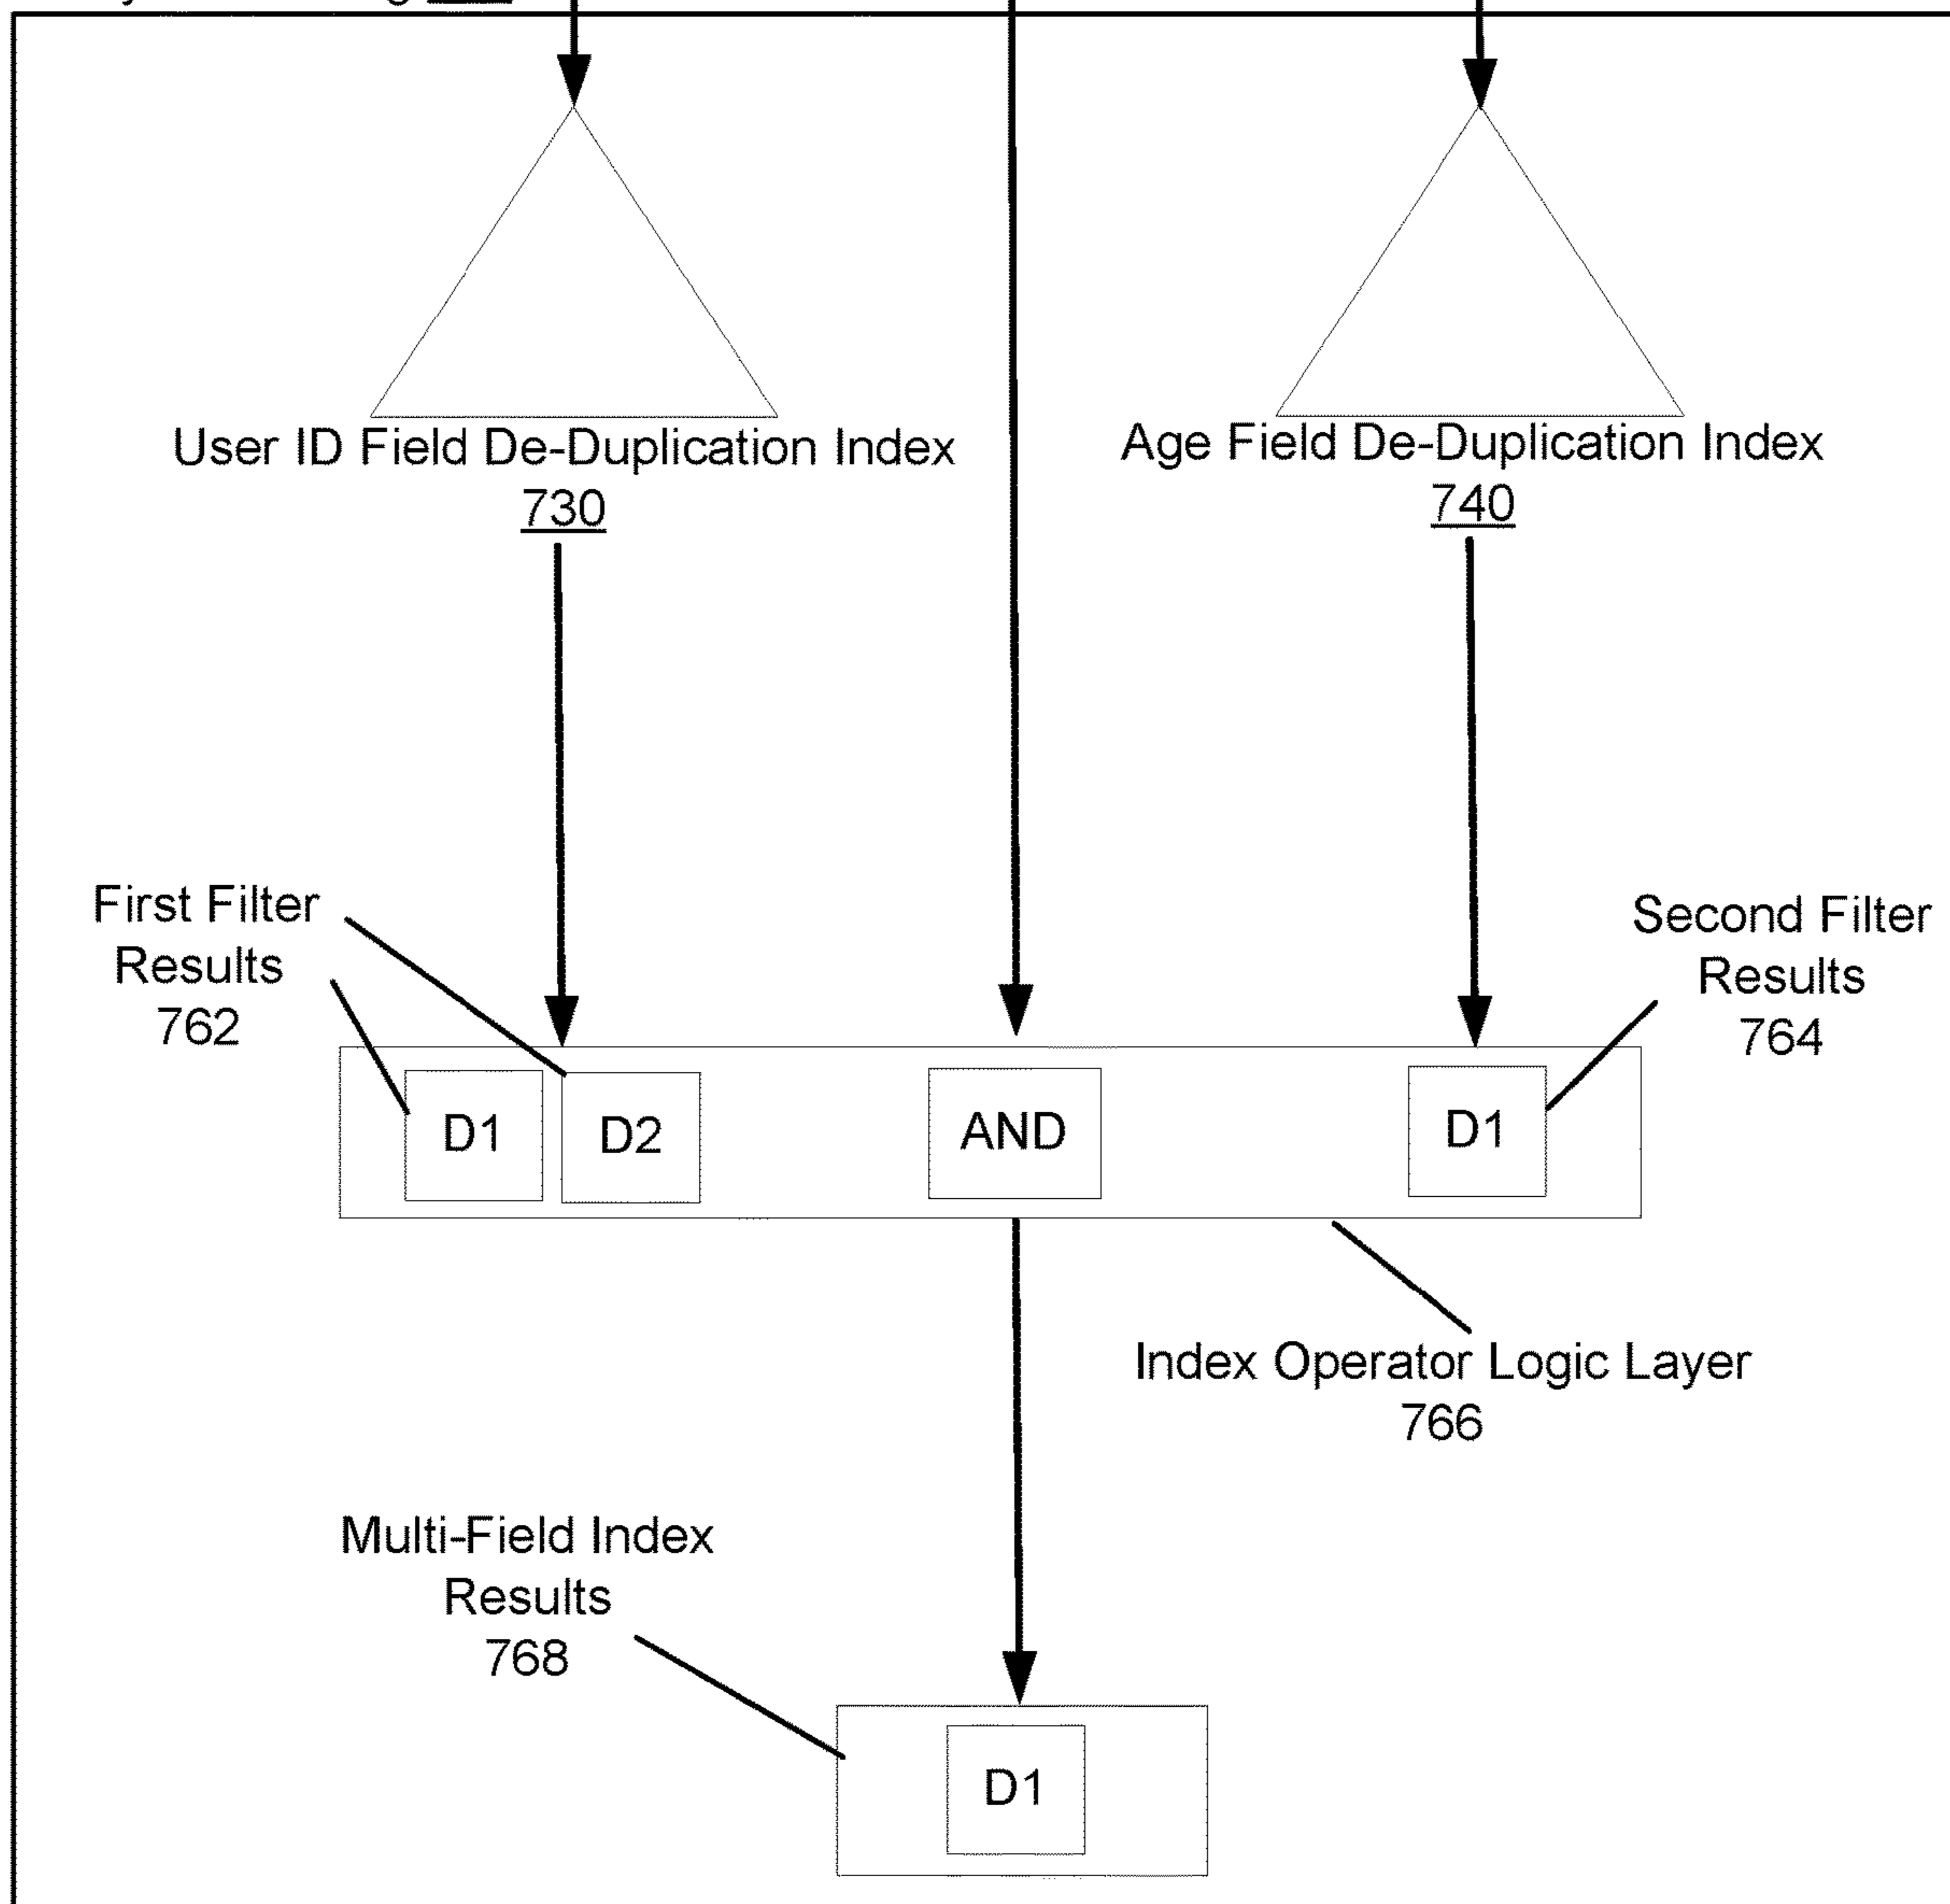 User ID Field De-Duplication Index
730
Age Field De-Duplication Index
740
First Filter
Results
762
Second Filter
Results
764
D1
D2
AND
D1
Index Operator Logic Layer
766
Multi-Field Index
Results
768
D1